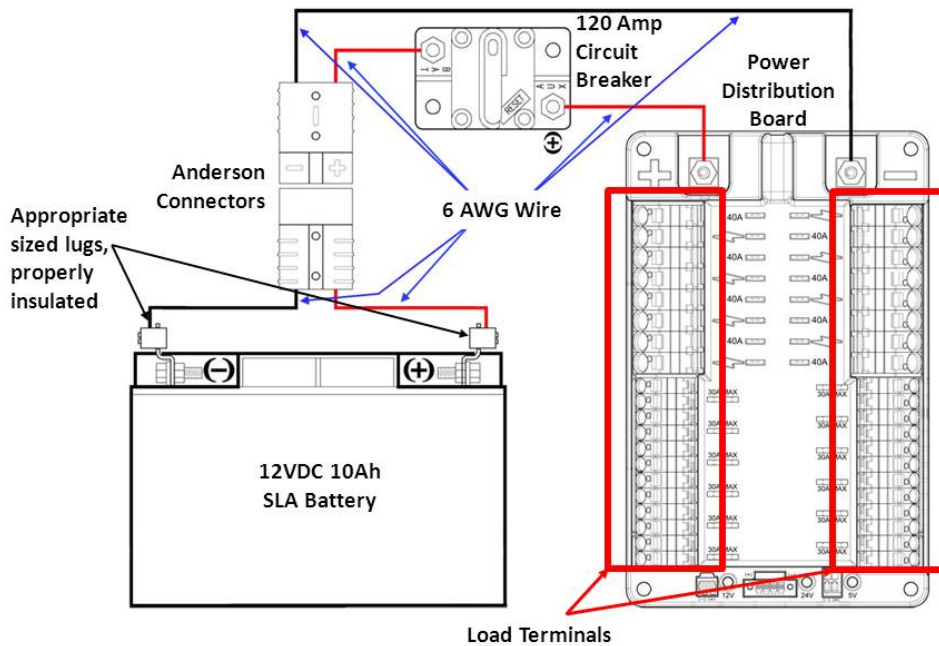 120 Amp
Circuit
Breaker
BAT
AUX
RESET
Power
Distribution
Board
Anderson
Connectors
6 AWG Wire
Appropriate
sized lugs,
properly
insulated
40A
40A
40A
40A
40A
40A
40A
40A
30A MAX
30A MAX
30A MAX
30A MAX
30A MAX
30A MAX
30A MAX
30A MAX
30A MAX
30A MAX
30A MAX
30A MAX
12VDC 10Ah
SLA Battery
12V
24V
5V
Load Terminals